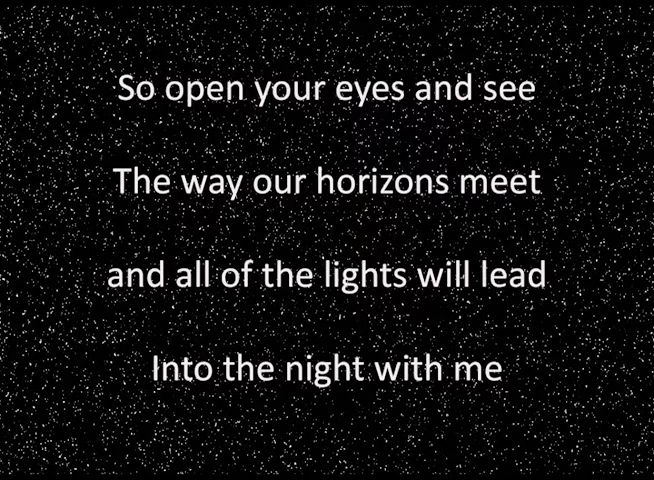 So open your eyes and see
The way our horizons meet
and all of the lights will lead
Into the night with me